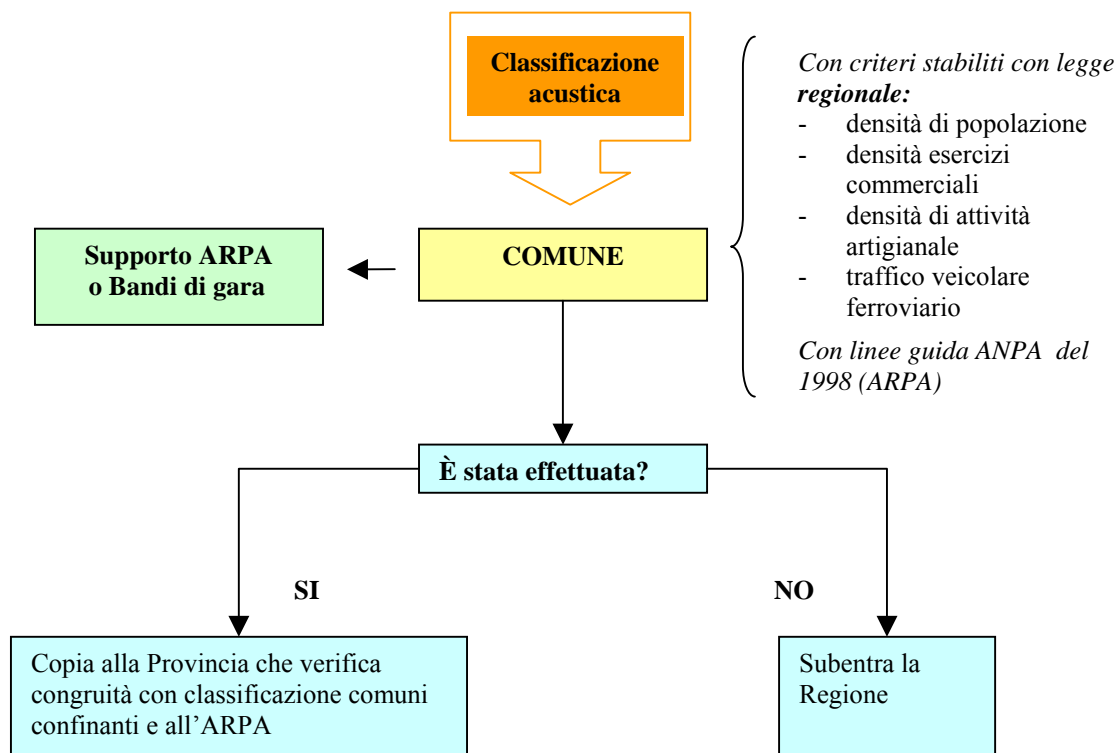 Classificazione
acustica
Con criteri stabiliti con legge
regionale:
- densità di popolazione
- densità esercizi
commerciali
- densità di attività
artigianale
- traffico veicolare
ferroviario
Con linee guida ANPA del
1998 (ARPA)
COMUNE
Supporto ARPA
o Bandi di gara
È stata effettuata?
SI
NO
Copia alla Provincia che verifica
congruità con classificazione comuni
confinanti e all’ARPA
Subentra la
Regione